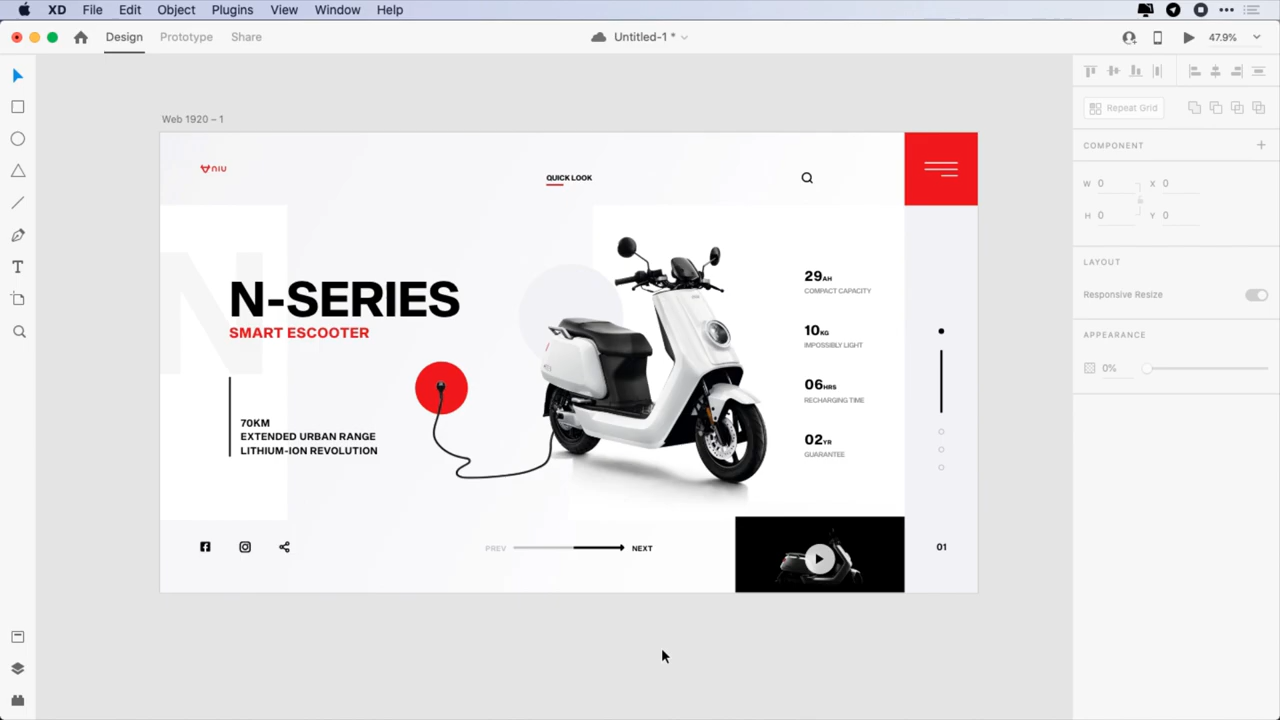 XD File Edit Object Plugins View Window Help
Design Prototype Share
Untitled-1 *
47.9%
Repeat Grid
COMPONENT
W 0 X 0
H 0 Y 0
LAYOUT
Responsive Resize
APPEARANCE
0%
Web 1920 – 1
niu
QUICK LOOK
N
N-SERIES
SMART ESCOOTER
70KM
EXTENDED URBAN RANGE
LITHIUM-ION REVOLUTION
29AH
COMPACT CAPACITY
10KG
IMPOSSIBLY LIGHT
06HRS
RECHARGING TIME
02YR
GUARANTEE
PREV NEXT
01